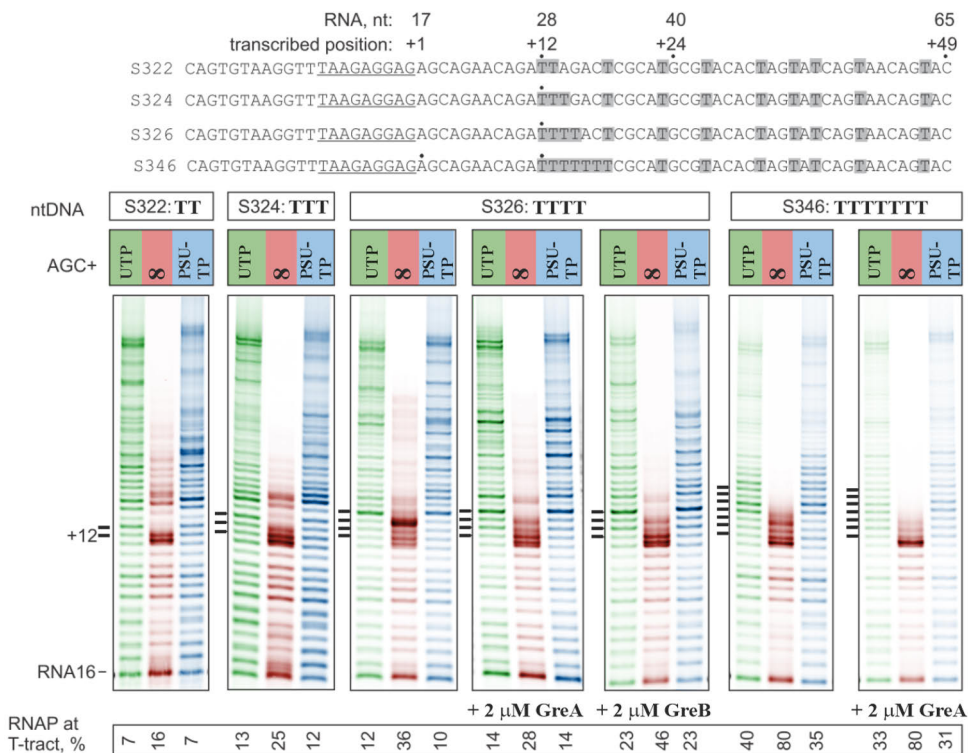 RNA, nt: 17 28 40 65
transcribed position: +1 +12 +24 +49
S322 CAGTGTAAGGTTTAAGAGGAGAGCAGAACAGATTAGACTCGCATGCGTACACTAGTATCAGTAACAGTAC
S324 CAGTGTAAGGTTTAAGAGGAGAGCAGAACAGATTTGACTCGCATGCGTACACTAGTATCAGTAACAGTAC
S326 CAGTGTAAGGTTTAAGAGGAGAGCAGAACAGATTTTACTCGCATGCGTACACTAGTATCAGTAACAGTAC
S346 CAGTGTAAGGTTTAAGAGGAGAGCAGAACAGATTTTTTTCGCATGCGTACACTAGTATCAGTAACAGTAC
ntDNA S322: TT S324: TTT S326: TTTT S346: TTTTTTT
AGC+ UTP 8 PSU-TP UTP 8 PSU-TP UTP 8 PSU-TP UTP 8 PSU-TP UTP 8 PSU-TP UTP 8 PSU-TP UTP 8 PSU-TP
+12
RNA16
+ 2 μM GreA + 2 μM GreB + 2 μM GreA
RNAP at
T-tract, % 7 16 7 13 25 12 12 36 10 14 28 14 23 46 23 40 80 35 33 80 31